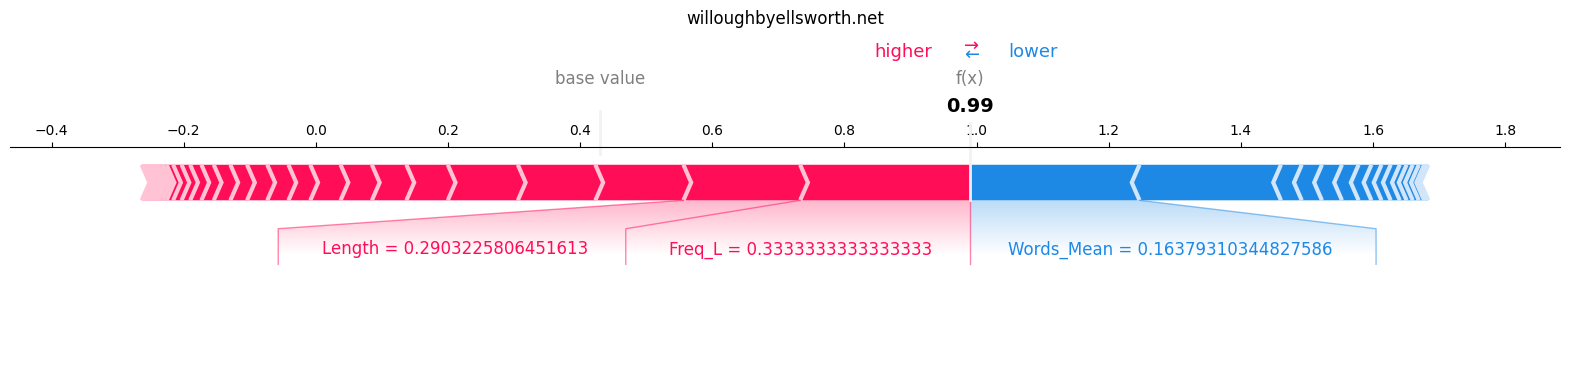 willoughbyellsworth.net
higher ⇄ lower
base value f(x)
0.99
−0.4 −0.2 0.0 0.2 0.4 0.6 0.8 1.0 1.2 1.4 1.6 1.8
Length = 0.2903225806451613 Freq_L = 0.3333333333333333 Words_Mean = 0.16379310344827586